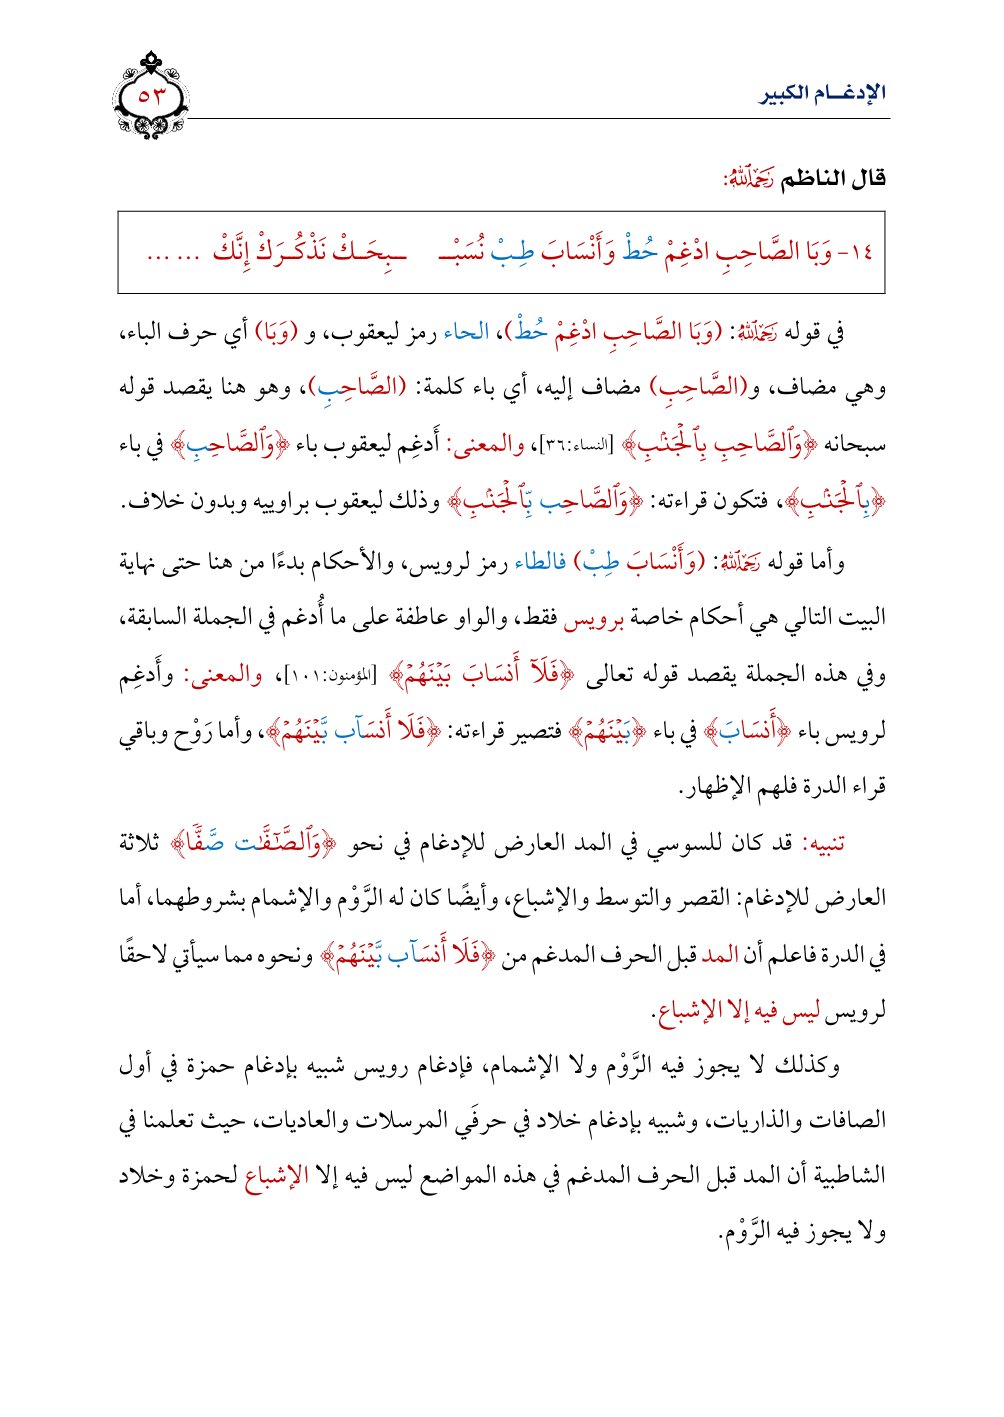 الإدغــام الكبير
٥٣
قال الناظم رَحِمَهُ ٱللَّهُ:
١٤- وَبَا الصَّاحِبِ ادْغِمْ حُطْ وَأَنْسَابَ طِـبْ نُسَبْـ ـبِحَـكْ نَذْكُـرَكْ إِنَّكْ ... ...
في قوله رَحِمَهُ ٱللَّهُ: (وَبَا الصَّاحِبِ ادْغِمْ حُطْ)، الحاء رمز ليعقوب، و (وَبَا) أي حرف الباء،
وهي مضاف، و(الصَّاحِبِ) مضاف إليه، أي باء كلمة: (الصَّاحِبِ)، وهو هنا يقصد قوله
سبحانه ﴿وَٱلصَّاحِبِ بِٱلْجَنۢبِ﴾ [النساء:٣٦]، والمعنى: أَدغِم ليعقوب باء ﴿وَٱلصَّاحِبِ﴾ في باء
﴿بِٱلْجَنۢبِ﴾، فتكون قراءته: ﴿وَٱلصَّاحِب بِّٱلْجَنۢبِ﴾ وذلك ليعقوب براوييه وبدون خلاف.
وأما قوله رَحِمَهُ ٱللَّهُ: (وَأَنْسَابَ طِبْ) فالطاء رمز لرويس، والأحكام بدءًا من هنا حتى نهاية
البيت التالي هي أحكام خاصة برويس فقط، والواو عاطفة على ما أُدغم في الجملة السابقة،
وفي هذه الجملة يقصد قوله تعالى ﴿فَلَآ أَنسَابَ بَيْنَهُمْ﴾ [المؤمنون:١٠١]، والمعنى: وأَدغِم
لرويس باء ﴿أَنسَابَ﴾ في باء ﴿بَيْنَهُمْ﴾ فتصير قراءته: ﴿فَلَا أَنسَآب بَّيْنَهُمْ﴾، وأما رَوْح وباقي
قراء الدرة فلهم الإظهار.
تنبيه: قد كان للسوسي في المد العارض للإدغام في نحو ﴿وَٱلصَّٰٓفَّٰت صَّفًّا﴾ ثلاثة
العارض للإدغام: القصر والتوسط والإشباع، وأيضًا كان له الرَّوْم والإشمام بشروطهما، أما
في الدرة فاعلم أن المد قبل الحرف المدغم من ﴿فَلَا أَنسَآب بَّيْنَهُمْ﴾ ونحوه مما سيأتي لاحقًا
لرويس ليس فيه إلا الإشباع.
وكذلك لا يجوز فيه الرَّوْم ولا الإشمام، فإدغام رويس شبيه بإدغام حمزة في أول
الصافات والذاريات، وشبيه بإدغام خلاد في حرفَي المرسلات والعاديات، حيث تعلمنا في
الشاطبية أن المد قبل الحرف المدغم في هذه المواضع ليس فيه إلا الإشباع لحمزة وخلاد
ولا يجوز فيه الرَّوْم.